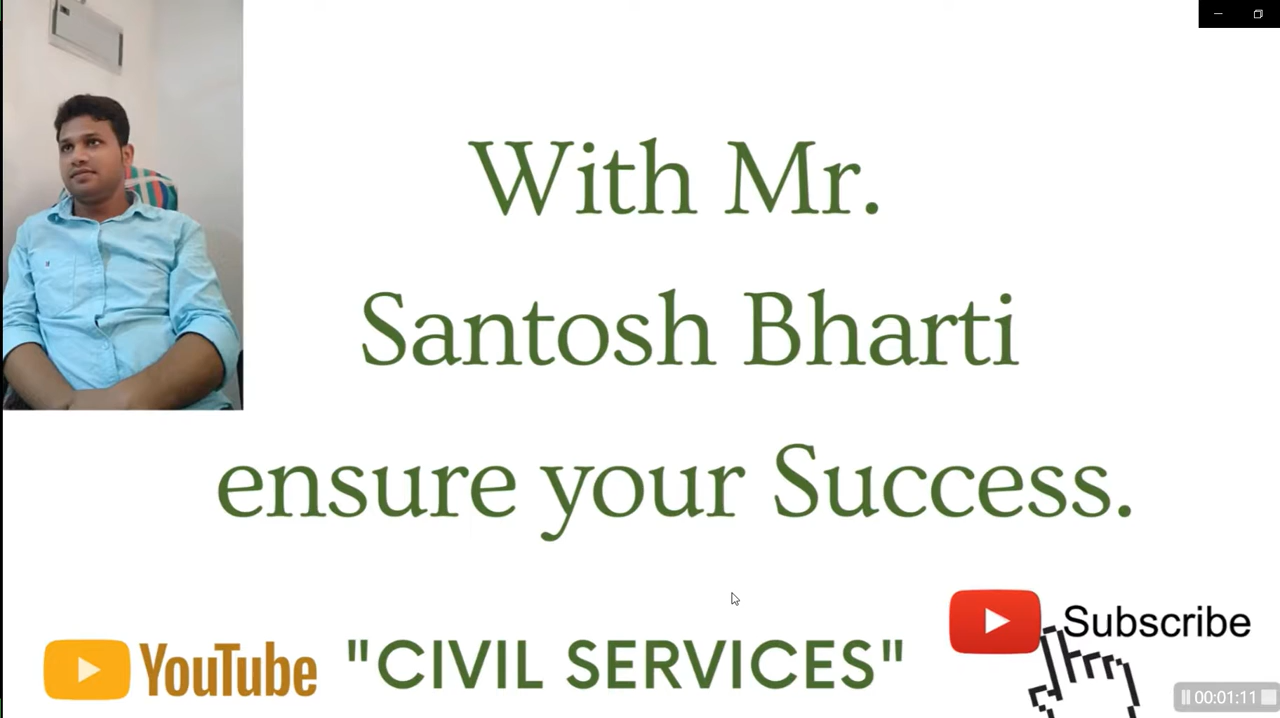 With Mr.
Santosh Bharti
ensure your Success.
Subscribe
YouTube "CIVIL SERVICES"
00:01:11